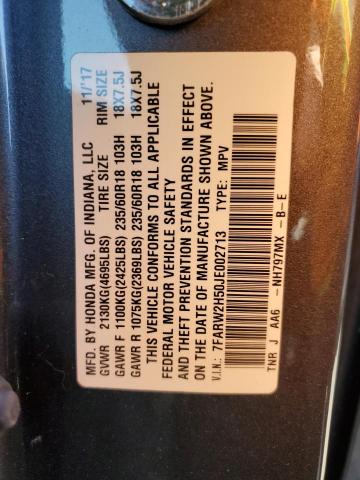 MFD. BY HONDA MFG. OF INDIANA, LLC 11/'17
GVWR 2130KG(4695LBS) TIRE SIZE RIM SIZE
GAWR F 1100KG(2425LBS) 235/60R18 103H 18X7.5J
GAWR R 1075KG(2369LBS) 235/60R18 103H 18X7.5J
THIS VEHICLE CONFORMS TO ALL APPLICABLE
FEDERAL MOTOR VEHICLE SAFETY
AND THEFT PREVENTION STANDARDS IN EFFECT
ON THE DATE OF MANUFACTURE SHOWN ABOVE.
V.I.N.: 7FARW2H50JE002713 TYPE: MPV
TNR J AA6 -NH797MX -B-E